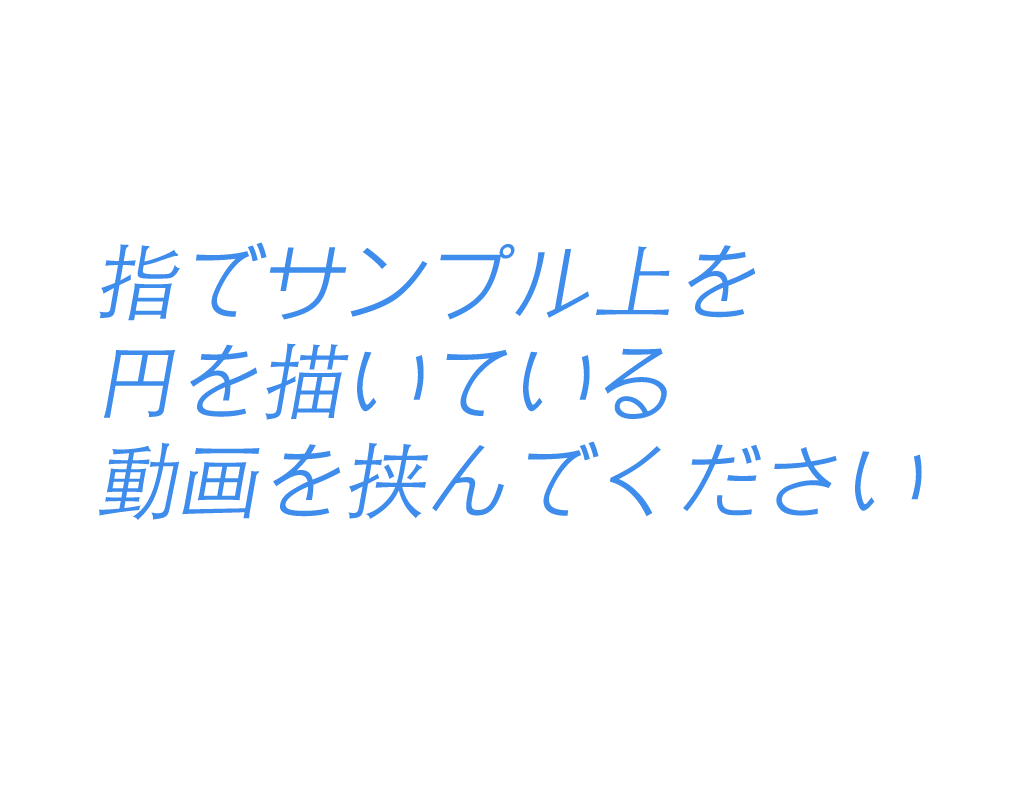 指でサンプル上を
円を描いている
動画を挟んでください